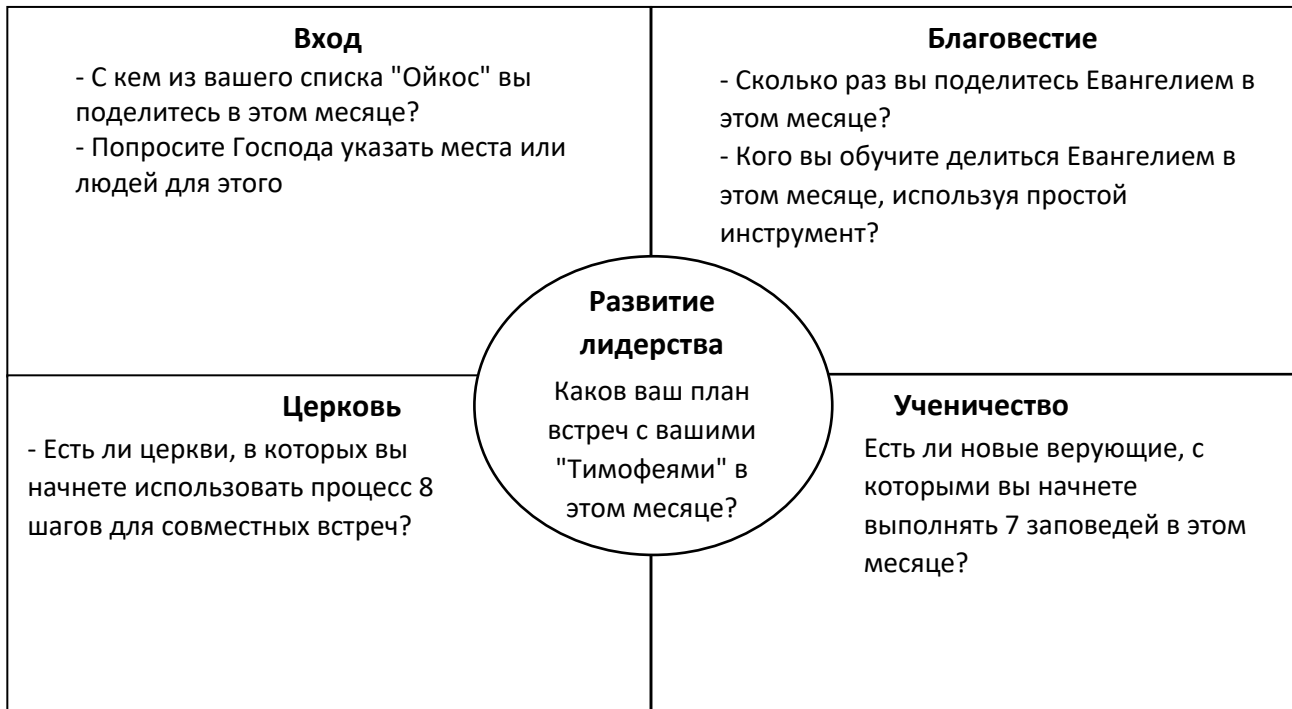 Вход
- С кем из вашего списка "Ойкос" вы
поделитесь в этом месяце?
- Попросите Господа указать места или
людей для этого
Благовестие
- Сколько раз вы поделитесь Евангелием в
этом месяце?
- Кого вы обучите делиться Евангелием в
этом месяце, используя простой
инструмент?
Развитие
лидерства
Каков ваш план
встреч с вашими
"Тимофеями" в
этом месяце?
Церковь
- Есть ли церкви, в которых вы
начнете использовать процесс 8
шагов для совместных встреч?
Ученичество
Есть ли новые верующие, с
которыми вы начнете
выполнять 7 заповедей в этом
месяце?